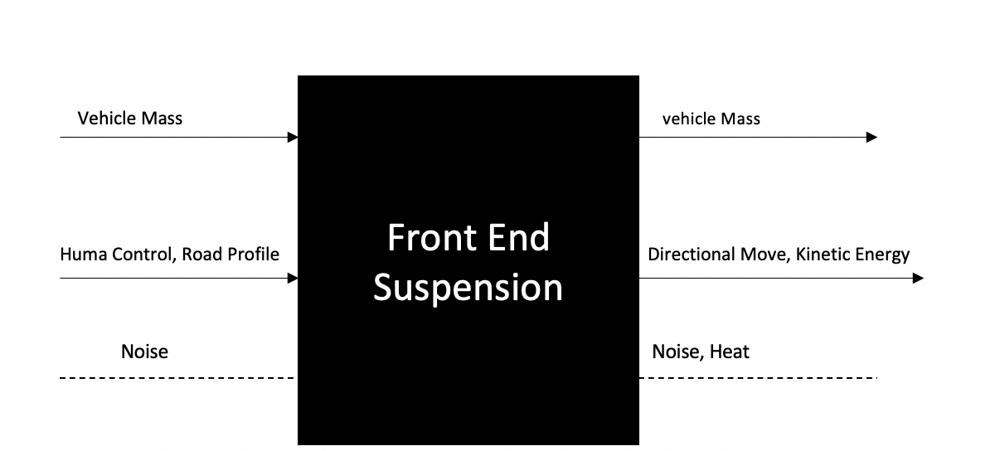 Vehicle Mass
vehicle Mass
Huma Control, Road Profile
Directional Move, Kinetic Energy
Front End
Suspension
Noise
Noise, Heat